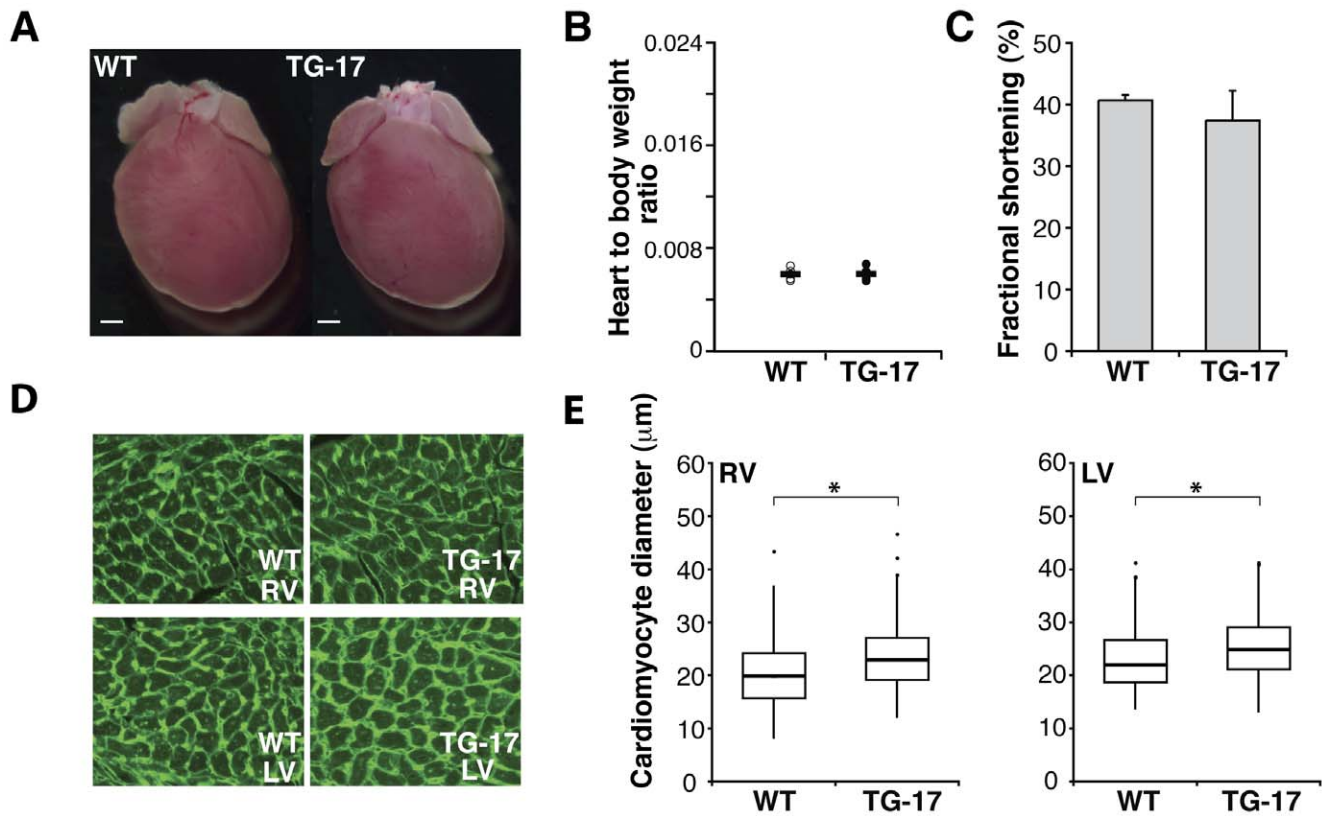 A
WT
TG-17
B
Heart to body weight
ratio
0.024
0.016
0.008
0
WT
TG-17
C
Fractional shortening (%)
50
40
30
20
10
0
WT
TG-17
D
WT
RV
TG-17
RV
WT
LV
TG-17
LV
E
Cardiomyocyte diameter (μm)
60
50
40
30
20
10
0
RV
*
WT
TG-17
60
50
40
30
20
10
0
LV
*
WT
TG-17